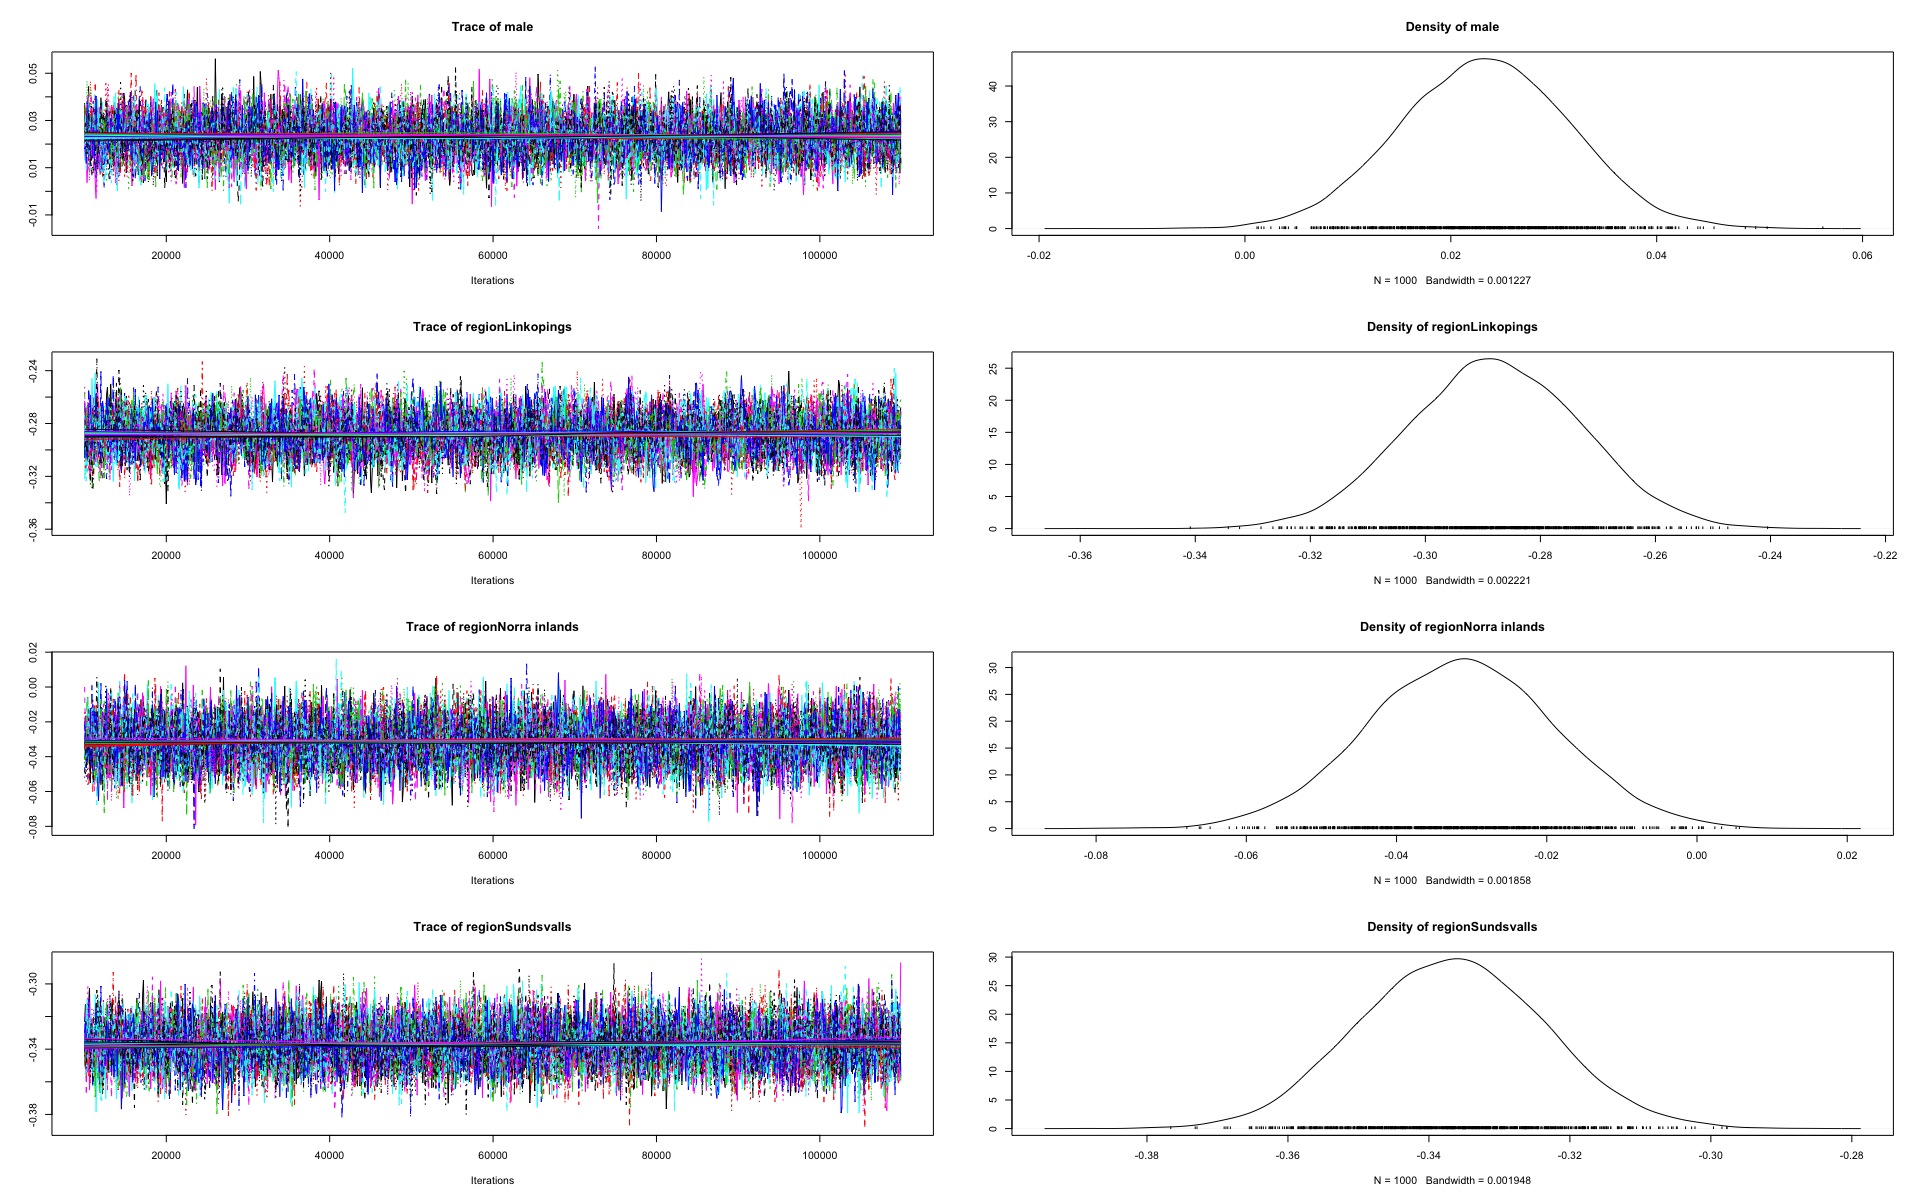 Trace of male
0.05
0.03
0.01
-0.01
20000 40000 60000 80000 100000
Iterations
Density of male
40
30
20
10
0
-0.02 0.00 0.02 0.04 0.06
N = 1000 Bandwidth = 0.001227
Trace of regionLinkopings
-0.24
-0.28
-0.32
-0.36
20000 40000 60000 80000 100000
Iterations
Density of regionLinkopings
25
20
15
10
5
0
-0.36 -0.34 -0.32 -0.30 -0.28 -0.26 -0.24 -0.22
N = 1000 Bandwidth = 0.002221
Trace of regionNorra inlands
0.02
0.00
-0.02
-0.04
-0.06
-0.08
20000 40000 60000 80000 100000
Iterations
Density of regionNorra inlands
30
25
20
15
10
5
0
-0.08 -0.06 -0.04 -0.02 0.00 0.02
N = 1000 Bandwidth = 0.001858
Trace of regionSundsvalls
-0.30
-0.34
-0.38
20000 40000 60000 80000 100000
Iterations
Density of regionSundsvalls
30
25
20
15
10
5
0
-0.38 -0.36 -0.34 -0.32 -0.30 -0.28
N = 1000 Bandwidth = 0.001948